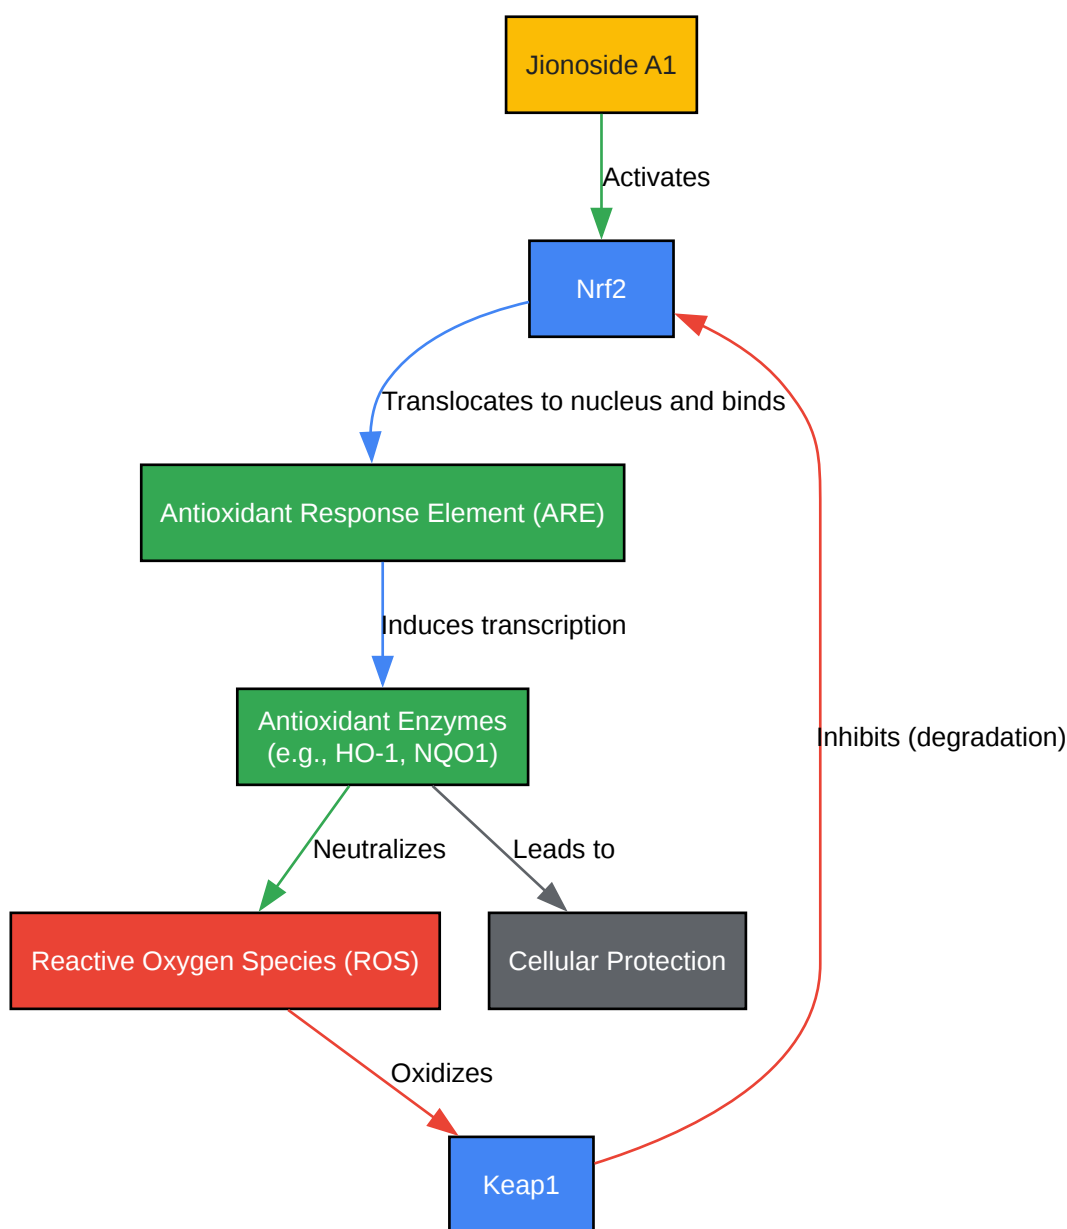 Jionoside A1
Activates
Nrf2
Translocates to nucleus and binds
Antioxidant Response Element (ARE)
Induces transcription
Antioxidant Enzymes
(e.g., HO-1, NQO1)
Inhibits (degradation)
Neutralizes
Leads to
Reactive Oxygen Species (ROS)
Cellular Protection
Oxidizes
Keap1